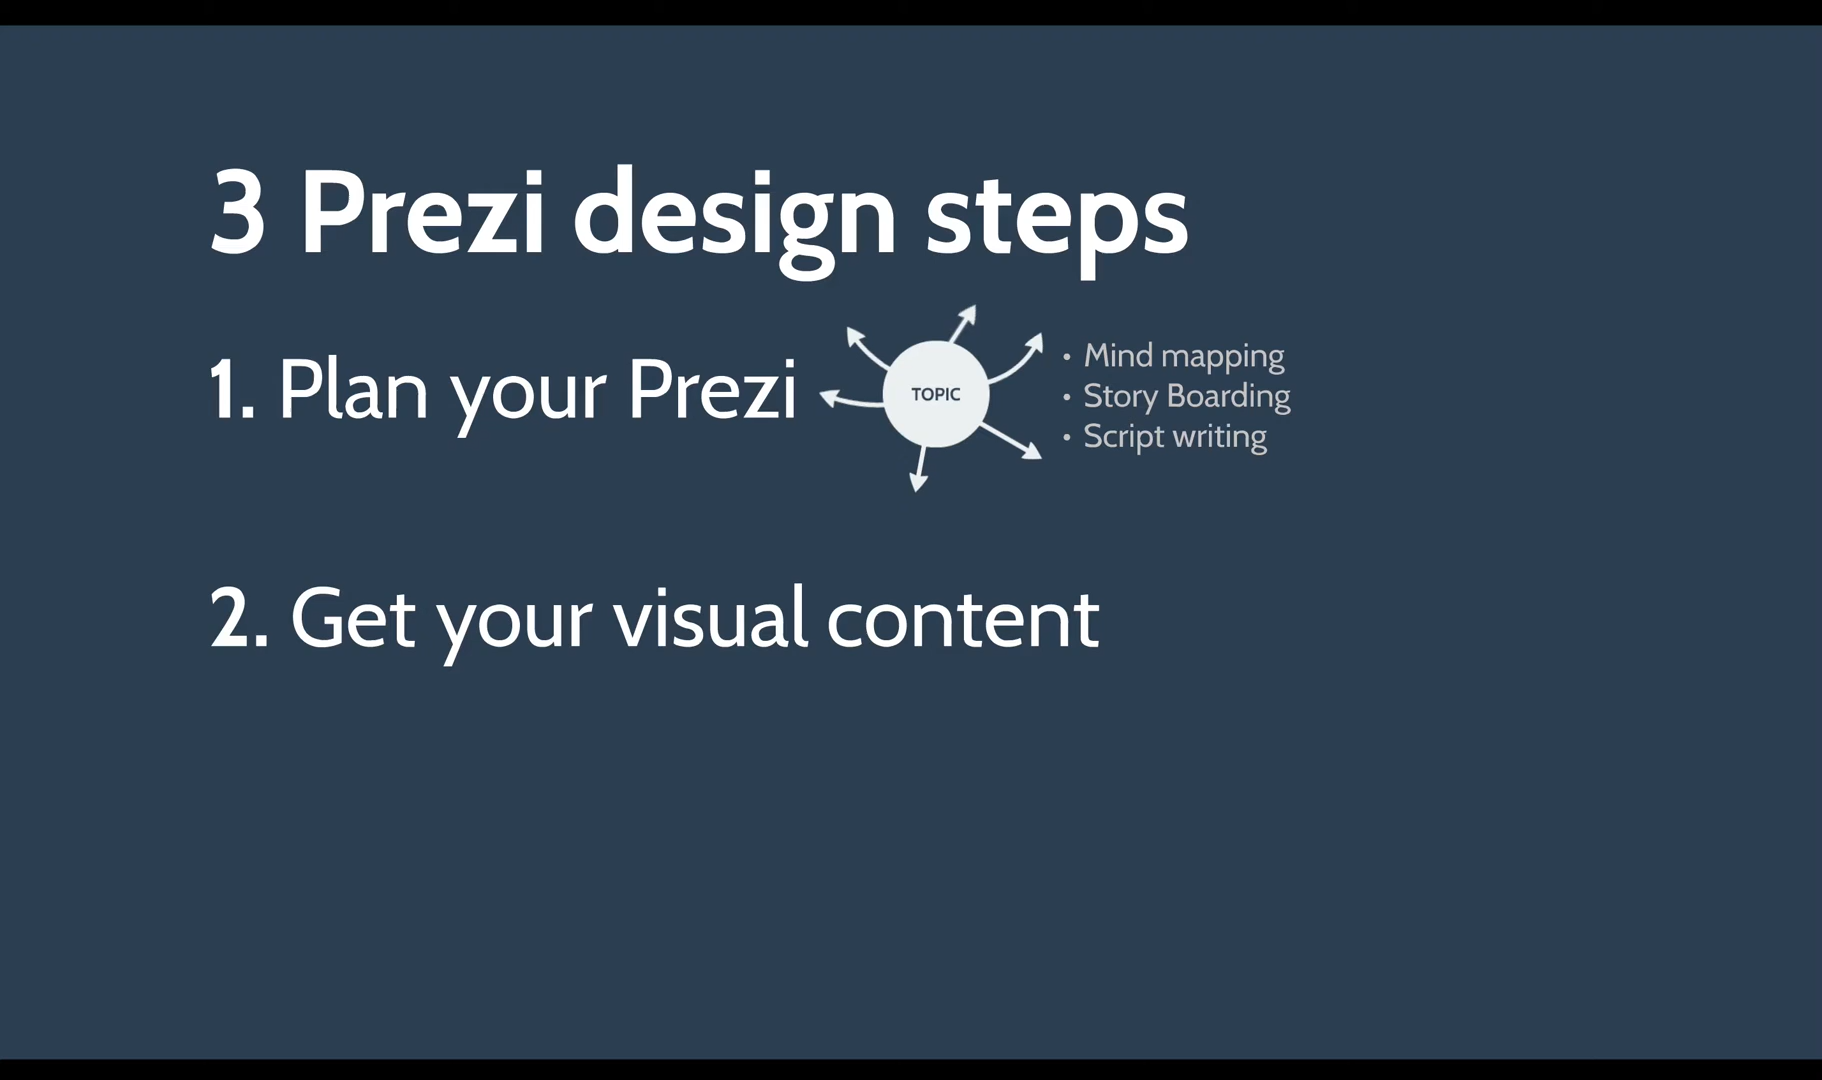 3 Prezi design steps
1. Plan your Prezi
TOPIC
• Mind mapping
• Story Boarding
• Script writing
2. Get your visual content